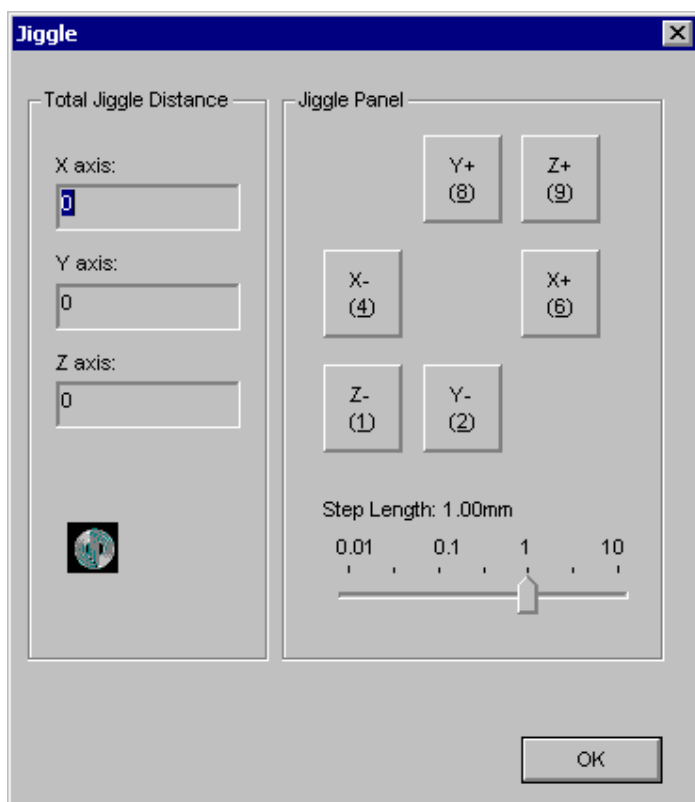 Jiggle
Total Jiggle Distance
X axis:
0
Y axis:
0
Z axis:
0
Jiggle Panel
Y+
(8)
Z+
(9)
X-
(4)
X+
(6)
Z-
(1)
Y-
(2)
Step Length: 1.00mm
0.01 0.1 1 10
OK